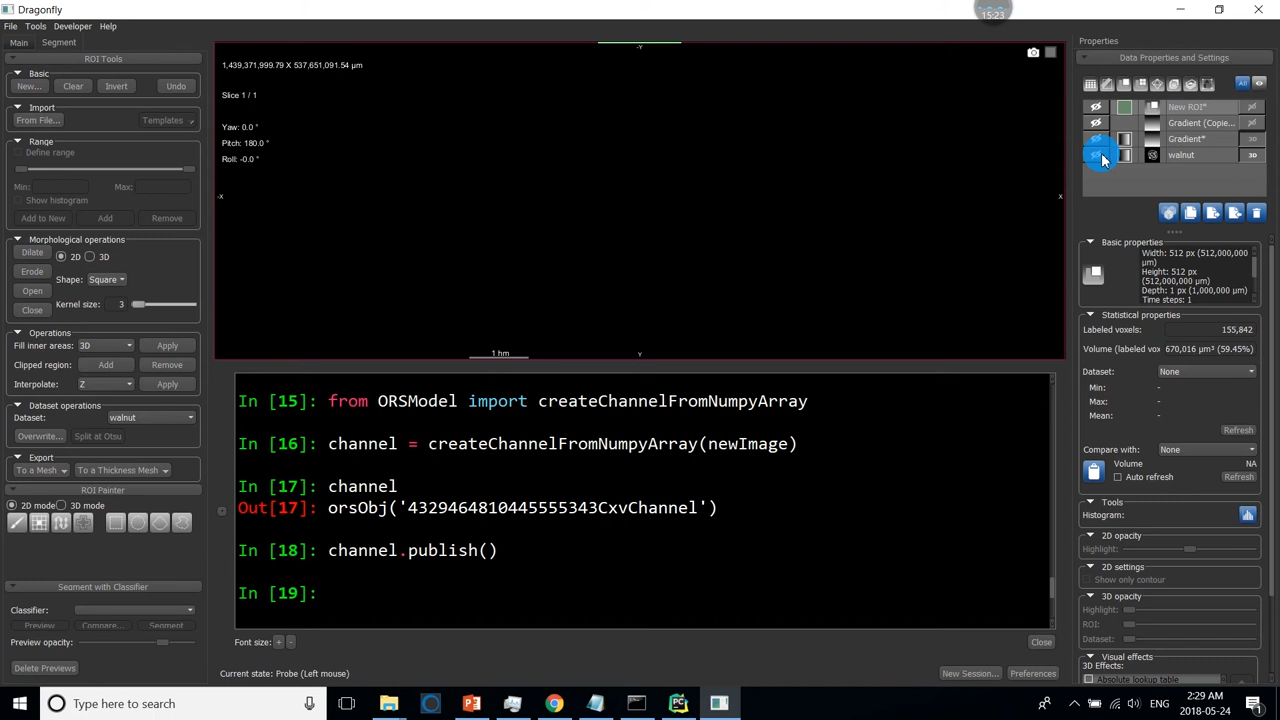 Dragonfly
15:23
File Tools Developer Help
Main Segment
Properties
ROI Tools
Data Properties and Settings
Basic
New... Clear Invert Undo
Import
From File... Templates
Range
Define range
Min: Max:
Show histogram
Add to New Add Remove
Morphological operations
Dilate 2D 3D
Erode
Shape: Square
Open
Kernel size: 3
Close
Operations
Fill inner areas: 3D Apply
Clipped region: Add Remove
Interpolate: Z Apply
Dataset operations
Dataset: walnut
Overwrite... Split at Otsu
Export
To a Mesh To a Thickness Mesh
ROI Painter
2D mode 3D mode
Segment with Classifier
Classifier:
Preview Compare... Segment
Preview opacity:
Delete Previews
-Y
1,439,371,999.79 X 537,651,091.54 µm
Slice 1 / 1
Yaw: 0.0 °
Pitch: 180.0 °
Roll: -0.0 °
-X
X
1 hm
Y
In [15]: from ORSModel import createChannelFromNumpyArray
In [16]: channel = createChannelFromNumpyArray(newImage)
In [17]: channel
Out[17]: orsObj('4329464810445555343CxvChannel')
In [18]: channel.publish()
In [19]:
Font size: + -
Close
Current state: Probe (Left mouse)
New Session... Preferences
All
New ROI*
Gradient (Copie...
Gradient* 3D
walnut 3D
Basic properties
Width: 512 px (512,000,000
µm)
Height: 512 px
(512,000,000 µm)
Depth: 1 px (1,000,000 µm)
Time steps: 1
Statistical properties
Labeled voxels: 155,842
Volume (labeled vox 670,016 µm³ (59.45%)
Dataset: None
Min: -
Max: -
Mean: -
Refresh
Compare with: None
Volume NA
Auto refresh Refresh
Tools
Histogram:
2D opacity
Highlight:
2D settings
Show only contour
3D opacity
Highlight:
ROI:
Dataset:
Visual effects
3D Effects:
Absolute lookup table
Type here to search
ENG
2:29 AM
2018-05-24
1